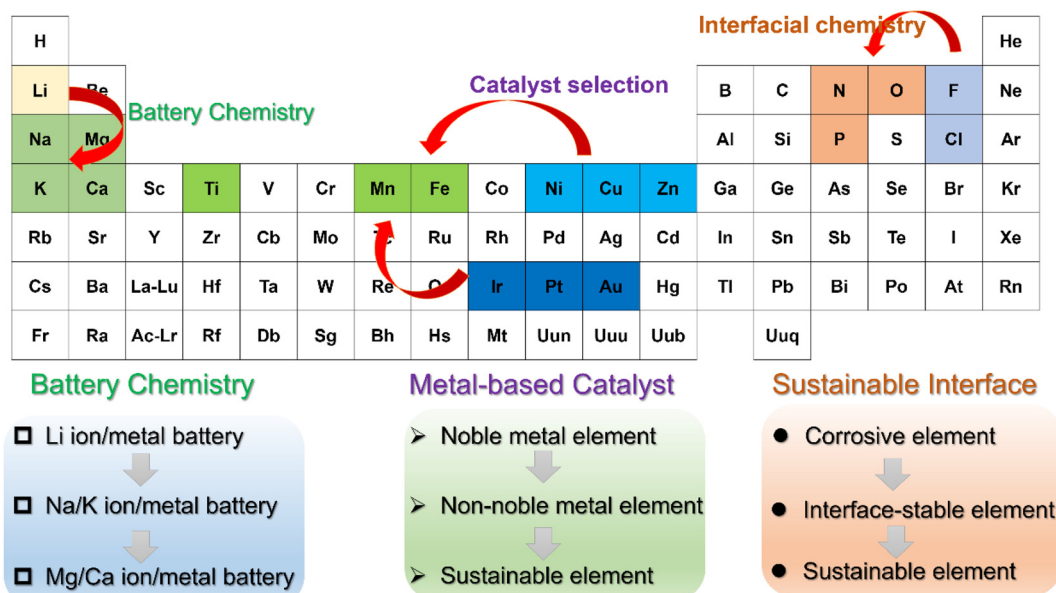 Interfacial chemistry
H He
Li Be Battery Chemistry Catalyst selection B C N O F Ne
Na Mg Al Si P S Cl Ar
K Ca Sc Ti V Cr Mn Fe Co Ni Cu Zn Ga Ge As Se Br Kr
Rb Sr Y Zr Cb Mo Tc Ru Rh Pd Ag Cd In Sn Sb Te I Xe
Cs Ba La-Lu Hf Ta W Re Ir Pt Au Hg Tl Pb Bi Po At Rn
Fr Ra Ac-Lr Rf Db Sg Bh Hs Mt Uun Uuu Uub Uuq
Battery Chemistry Metal-based Catalyst Sustainable Interface
Li ion/metal battery Noble metal element Corrosive element
Na/K ion/metal battery Non-noble metal element Interface-stable element
Mg/Ca ion/metal battery Sustainable element Sustainable element